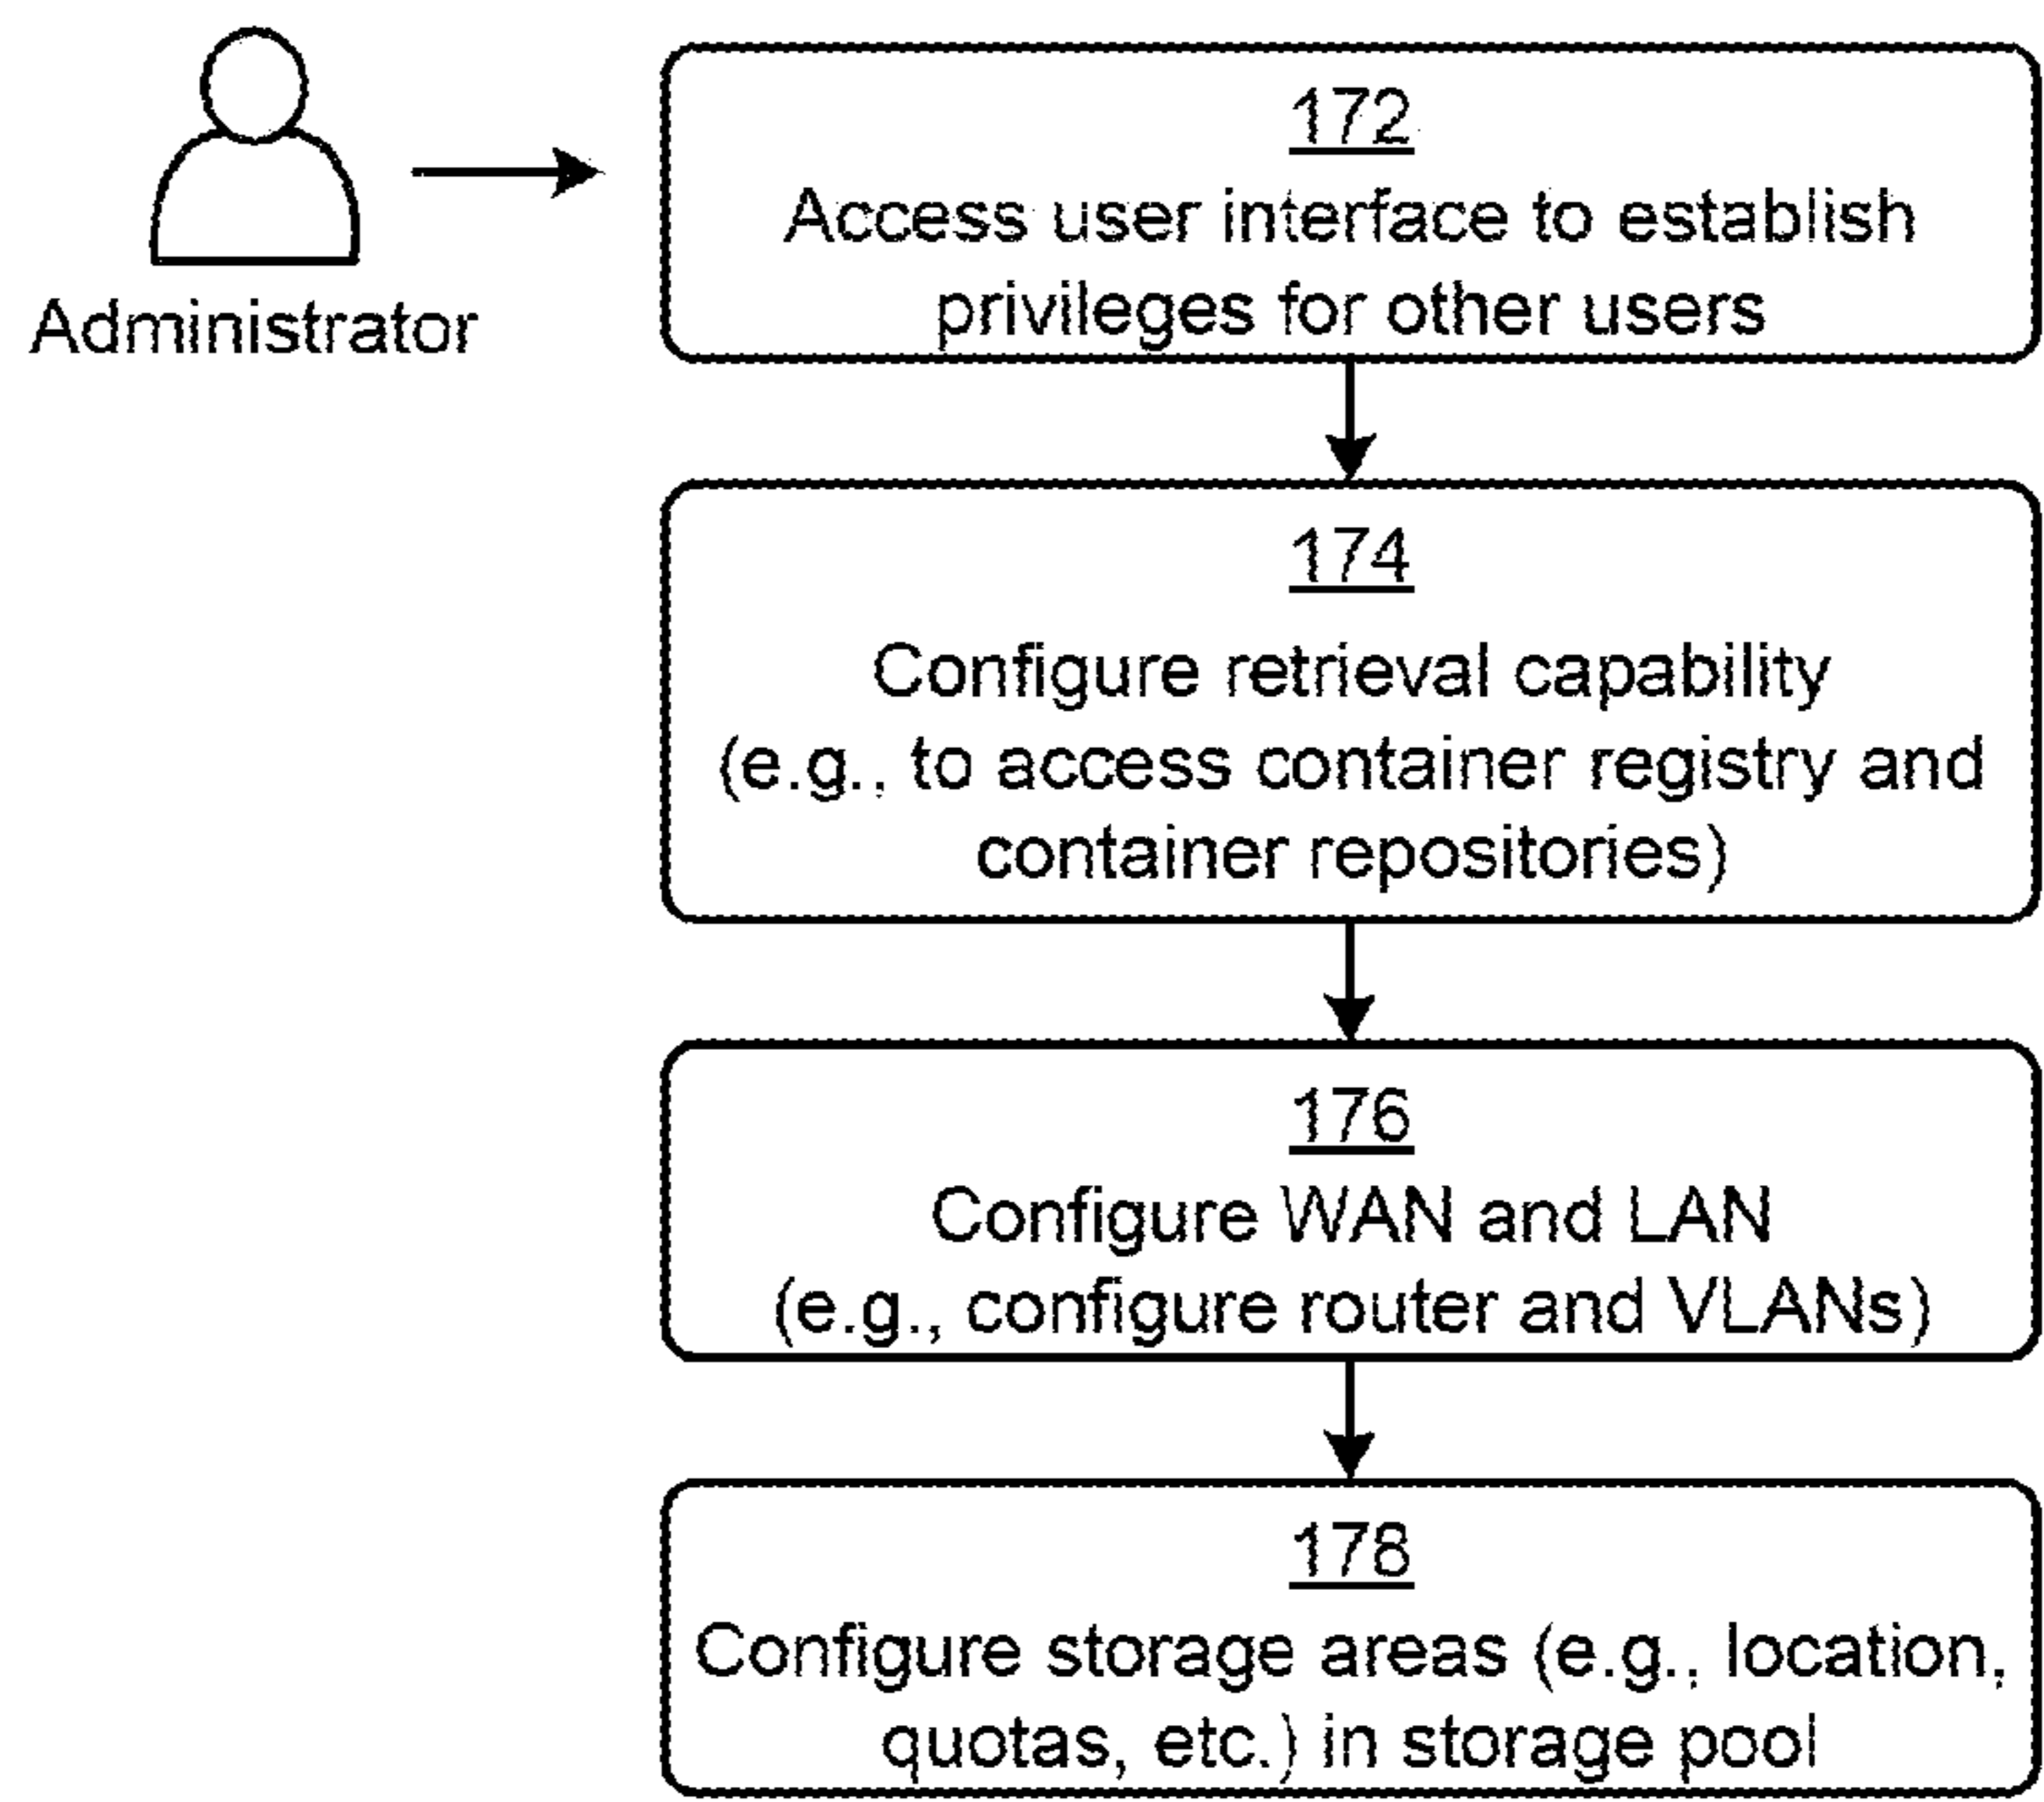 172
Access user interface to establish
privileges for other users
Administrator
174
Configure retrieval capability
(e.g., to access container registry and
container repositories)
176
Configure WAN and LAN
(e.g., configure router and VLANs)
178
Configure storage areas (e.g., location,
quotas, etc.) in storage pool